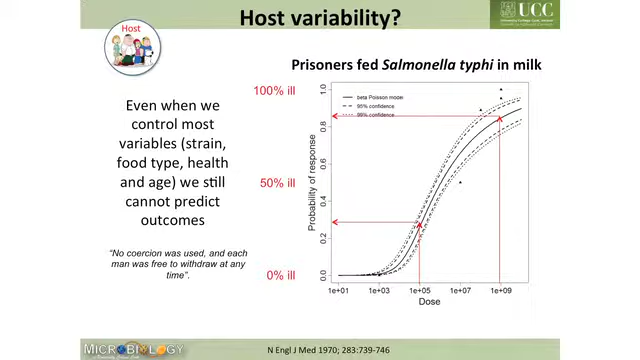 Host variability?
UCC
Host
Prisoners fed Salmonella typhi in milk
Even when we
control most
variables (strain,
food type, health
and age) we still
cannot predict
outcomes
"No coercion was used, and each
man was free to withdraw at any
time".
100% ill
50% ill
0% ill
Probability of response
1.0
0.8
0.6
0.4
0.2
0.0
beta Poisson model
95% confidence
99% confidence
1e+01
1e+03
1e+05
1e+07
1e+09
Dose
MICROBIOLOGY
N Engl J Med 1970; 283:739-746